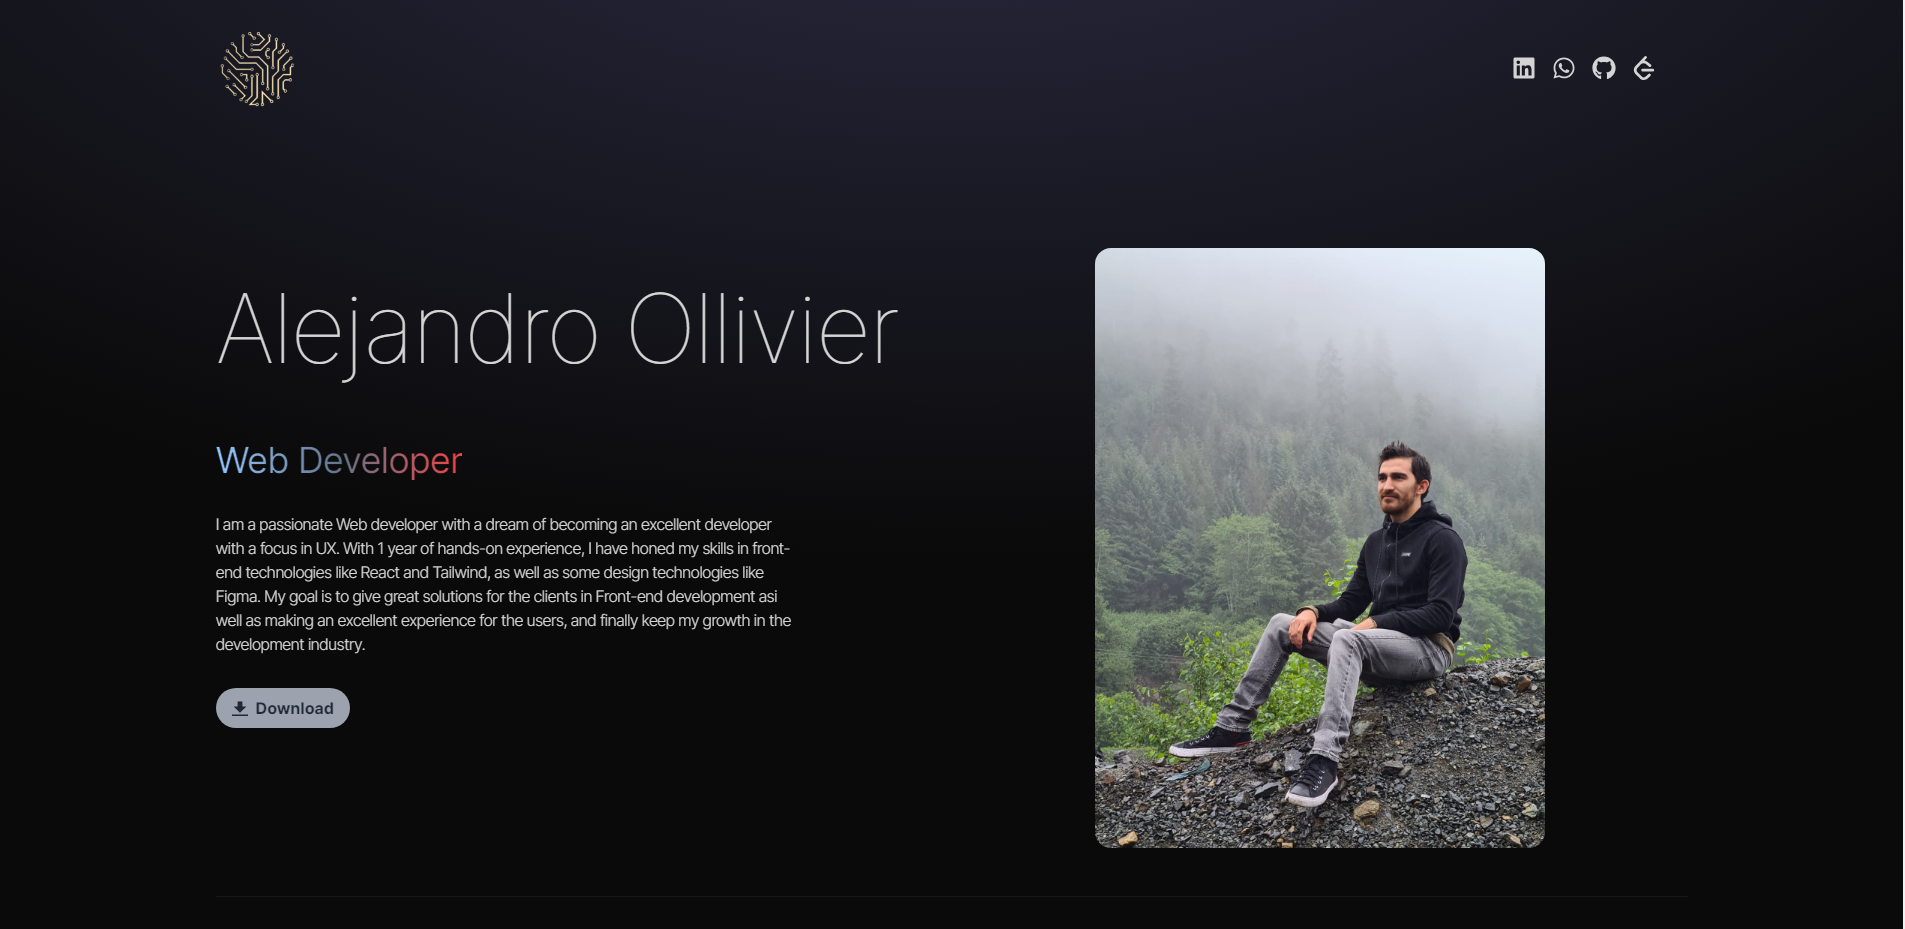 Alejandro Ollivier
Web Developer
I am a passionate Web developer with a dream of becoming an excellent developer
with a focus in UX. With 1 year of hands-on experience, I have honed my skills in front-
end technologies like React and Tailwind, as well as some design technologies like
Figma. My goal is to give great solutions for the clients in Front-end development asi
well as making an excellent experience for the users, and finally keep my growth in the
development industry.
Download